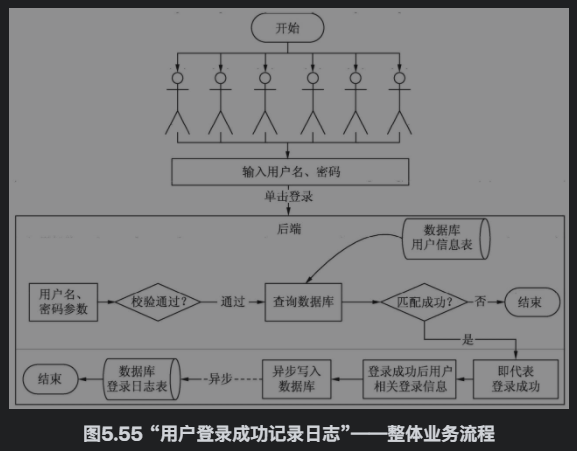 开始
输入用户名、密码
单击登录
后端
数据库
用户信息表
用户名、
密码参数
校验通过?
通过
查询数据库
匹配成功?
否
结束
是
结束
数据库
登录日志表
异步
异步写入
数据库
登录成功后用户
相关登录信息
即代表
登录成功
图5.55 “用户登录成功记录日志”——整体业务流程